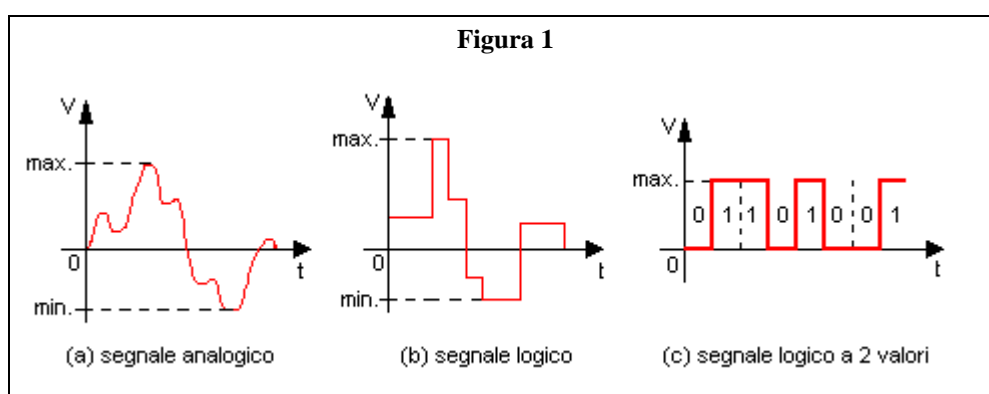 Figura 1
V
max.
0
min.
t
(a) segnale analogico
V
max.
0
min.
t
(b) segnale logico
V
max.
0 1 1 0 1 0 0 1
0
t
(c) segnale logico a 2 valori